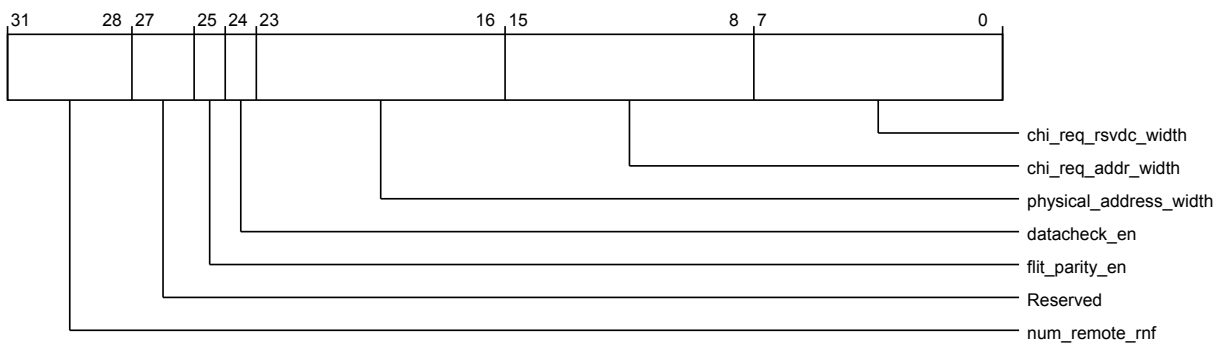 31 28 27 25 24 23 16 15 8 7 0
chi_req_rsvdc_width
chi_req_addr_width
physical_address_width
datacheck_en
flit_parity_en
Reserved
num_remote_rnf